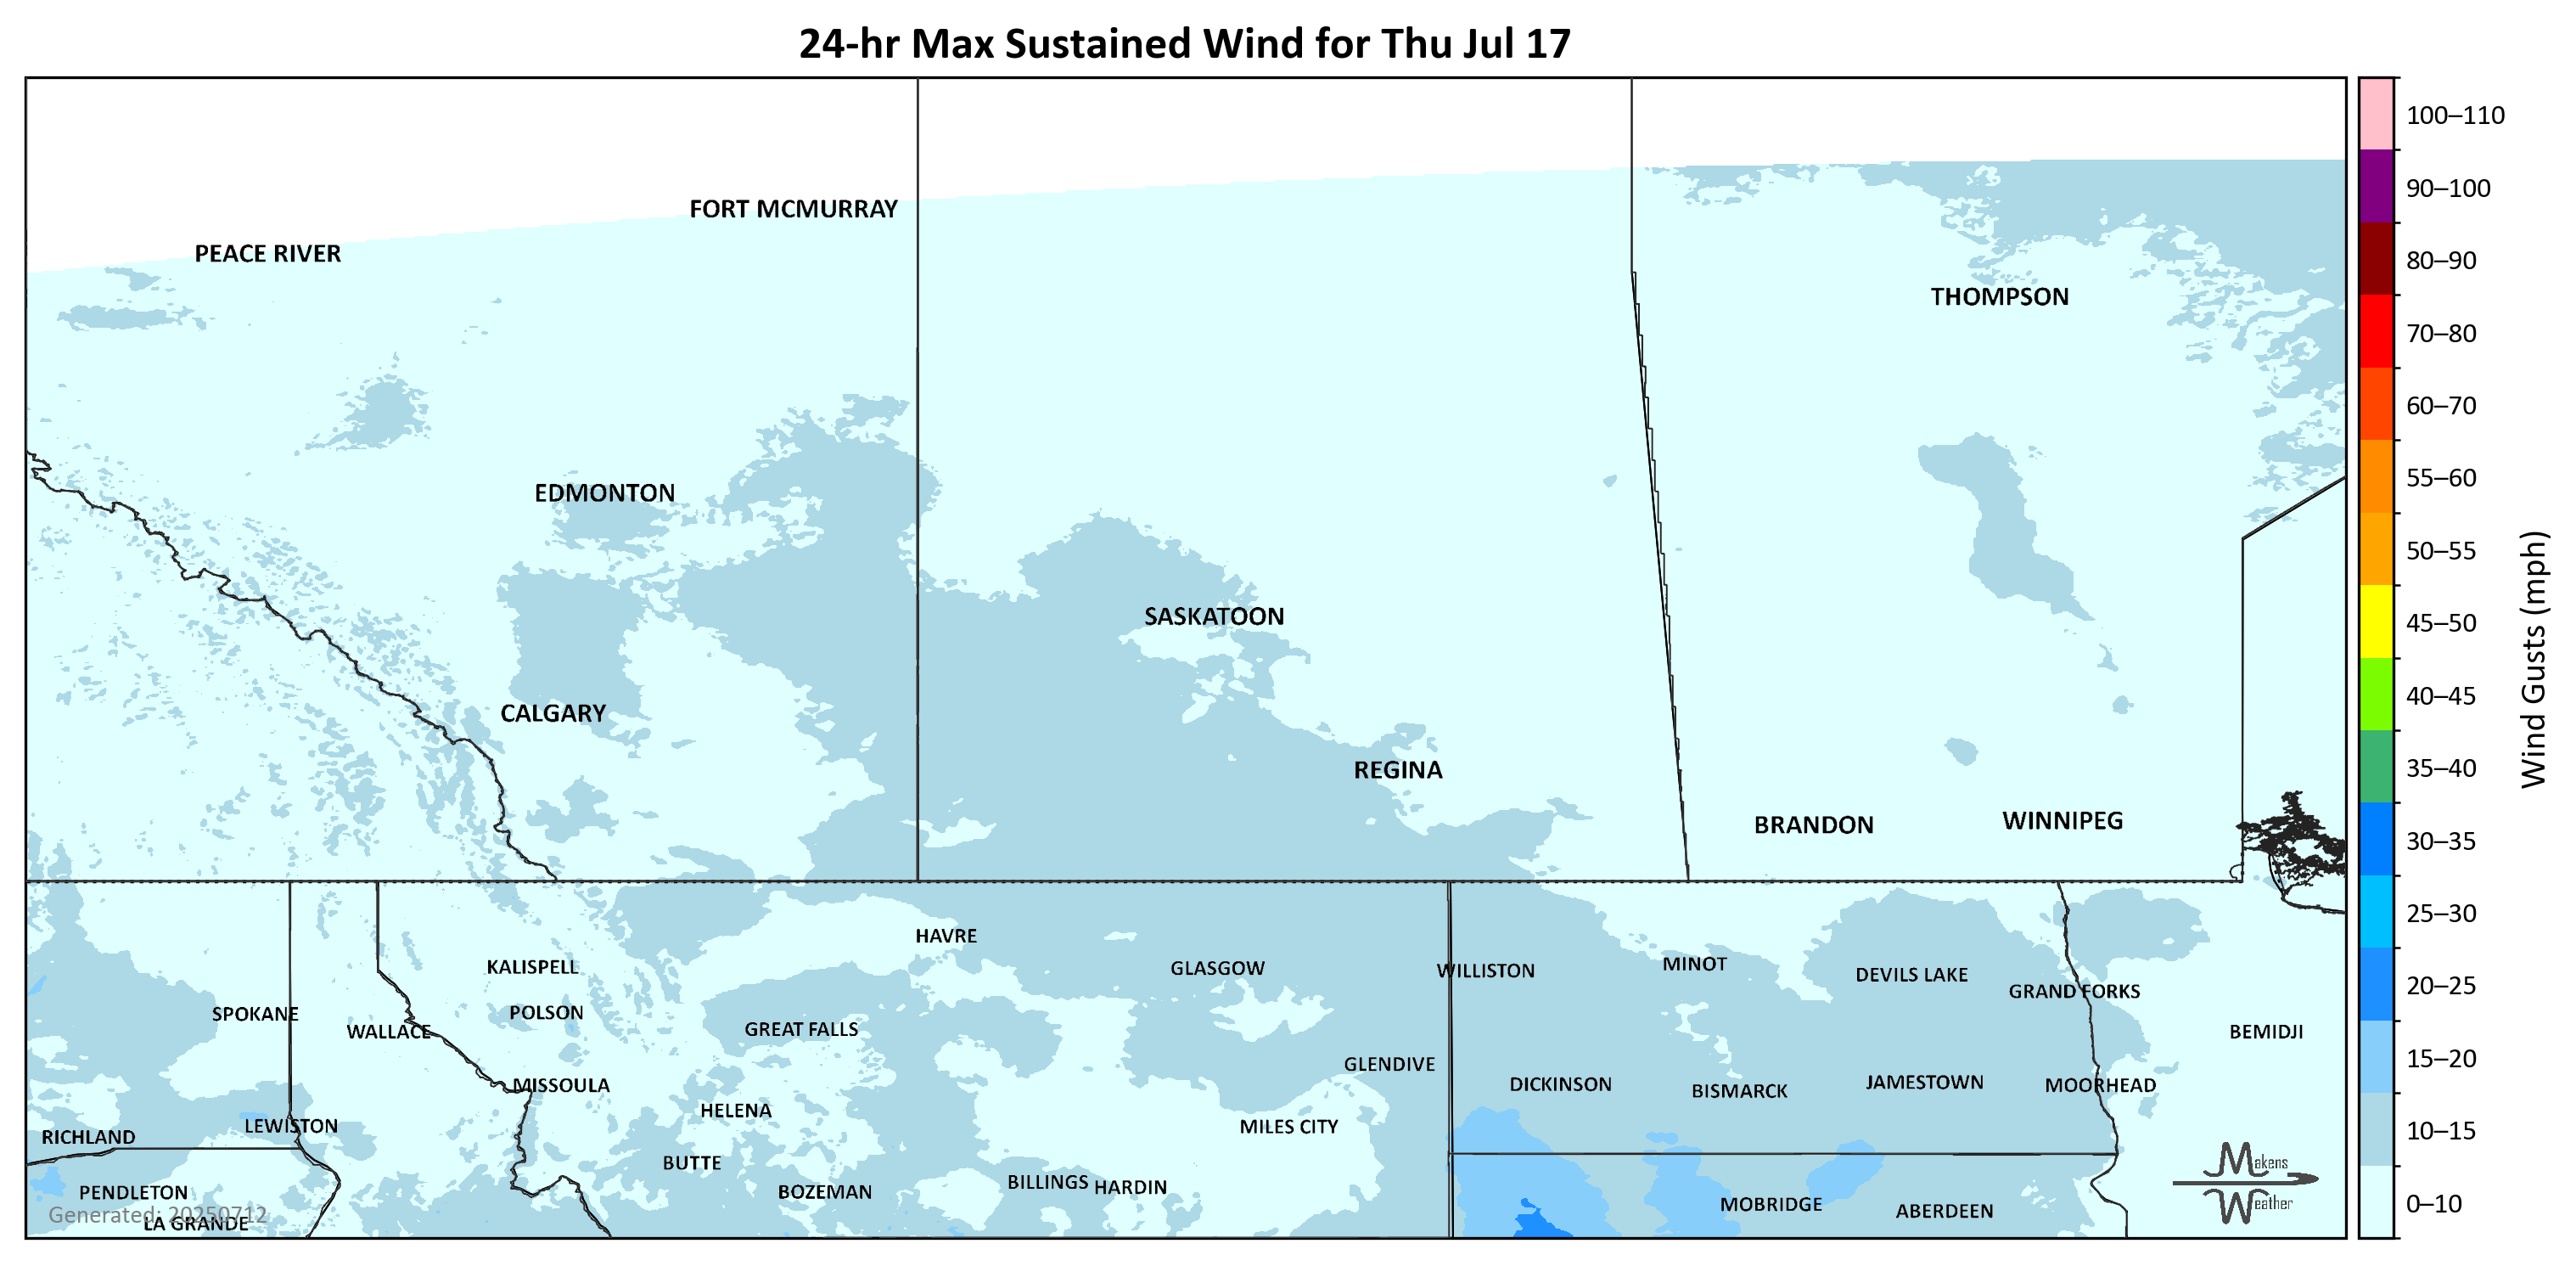 24-hr Max Sustained Wind for Thu Jul 17
FORT MCMURRAY
PEACE RIVER
THOMPSON
EDMONTON
SASKATOON
CALGARY
REGINA
BRANDON
WINNIPEG
HAVRE
KALISPELL
GLASGOW
WILLISTON
MINOT
DEVILS LAKE
GRAND FORKS
SPOKANE
POLSON
WALLACE
GREAT FALLS
BEMIDJI
GLENDIVE
MISSOULA
DICKINSON
BISMARCK
JAMESTOWN
MOORHEAD
HELENA
LEWISTON
MILES CITY
RICHLAND
BUTTE
PENDLETON
BOZEMAN
BILLINGS
HARDIN
MOBRIDGE
ABERDEEN
Generated: 20250712
LA GRANDE
Makens
Weather
100–110
90–100
80–90
70–80
60–70
55–60
50–55
45–50
40–45
35–40
30–35
25–30
20–25
15–20
10–15
0–10
Wind Gusts (mph)